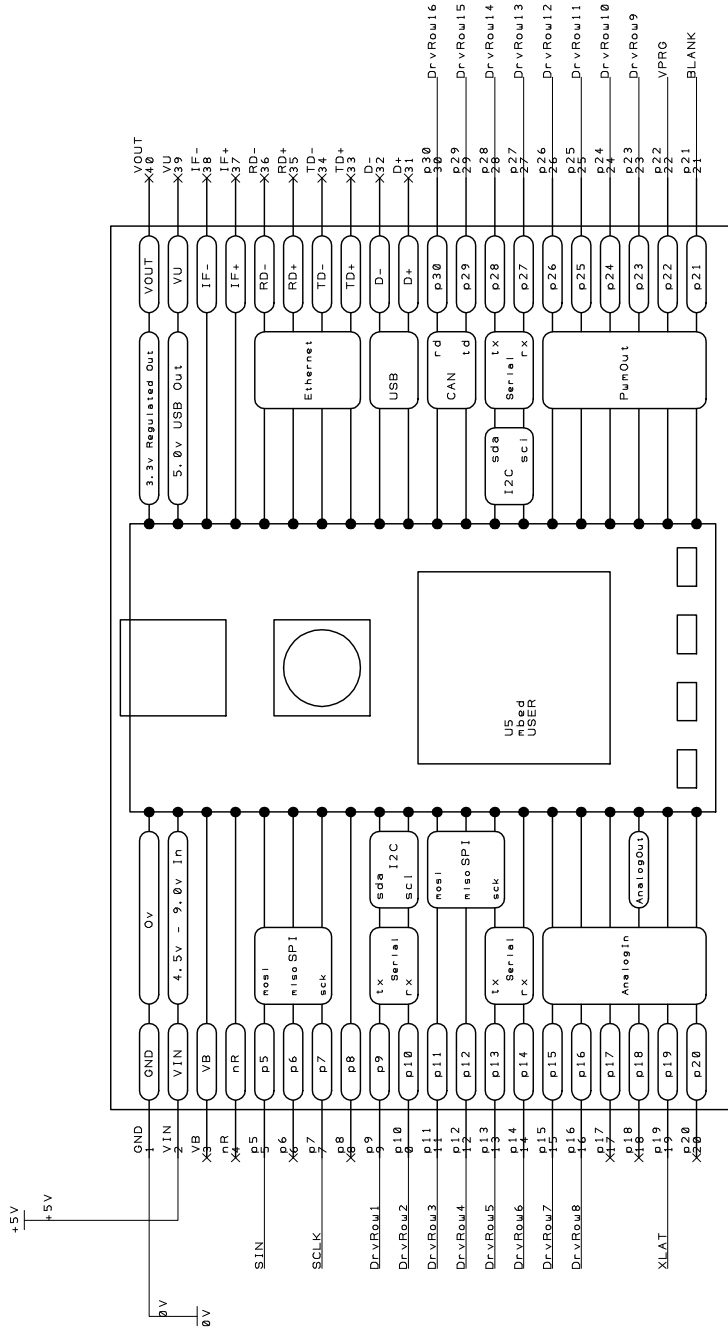 +5V
+5V
0V
0V
GND
1
GND
0v
3.3v Regulated Out
VOUT
VOUT
40
VIN
2
VIN
4.5v - 9.0v In
5.0v USB Out
VU
VU
39
VB
3
VB
IF-
IF-
38
nR
4
nR
IF+
IF+
37
SIN
p5
5
p5
mosi
RD-
RD-
36
p6
6
p6
miso SPI
RD+
RD+
35
SCLK
p7
7
p7
sck
Ethernet
TD-
TD-
34
p8
8
p8
TD+
TD+
33
DrvRow1
p9
9
p9
tx
Serial
sda
I2C
USB
D-
D-
32
DrvRow2
p10
10
p10
rx
scl
D+
D+
31
DrvRow3
p11
11
p11
mosi
CAN
rd
p30
p30
30
DrvRow16
DrvRow4
p12
12
p12
miso SPI
td
p29
p29
29
DrvRow15
DrvRow5
p13
13
p13
tx
Serial
sck
I2C
sda
Serial
tx
p28
p28
28
DrvRow14
DrvRow6
p14
14
p14
rx
U5
mbed
USER
scl
rx
p27
p27
27
DrvRow13
DrvRow7
p15
15
p15
p26
p26
26
DrvRow12
DrvRow8
p16
16
p16
p25
p25
25
DrvRow11
p17
17
p17
AnalogIn
PwmOut
p24
p24
24
DrvRow10
p18
18
p18
AnalogOut
p23
p23
23
DrvRow9
XLAT
p19
19
p19
p22
p22
22
VPRG
p20
20
p20
p21
p21
21
BLANK